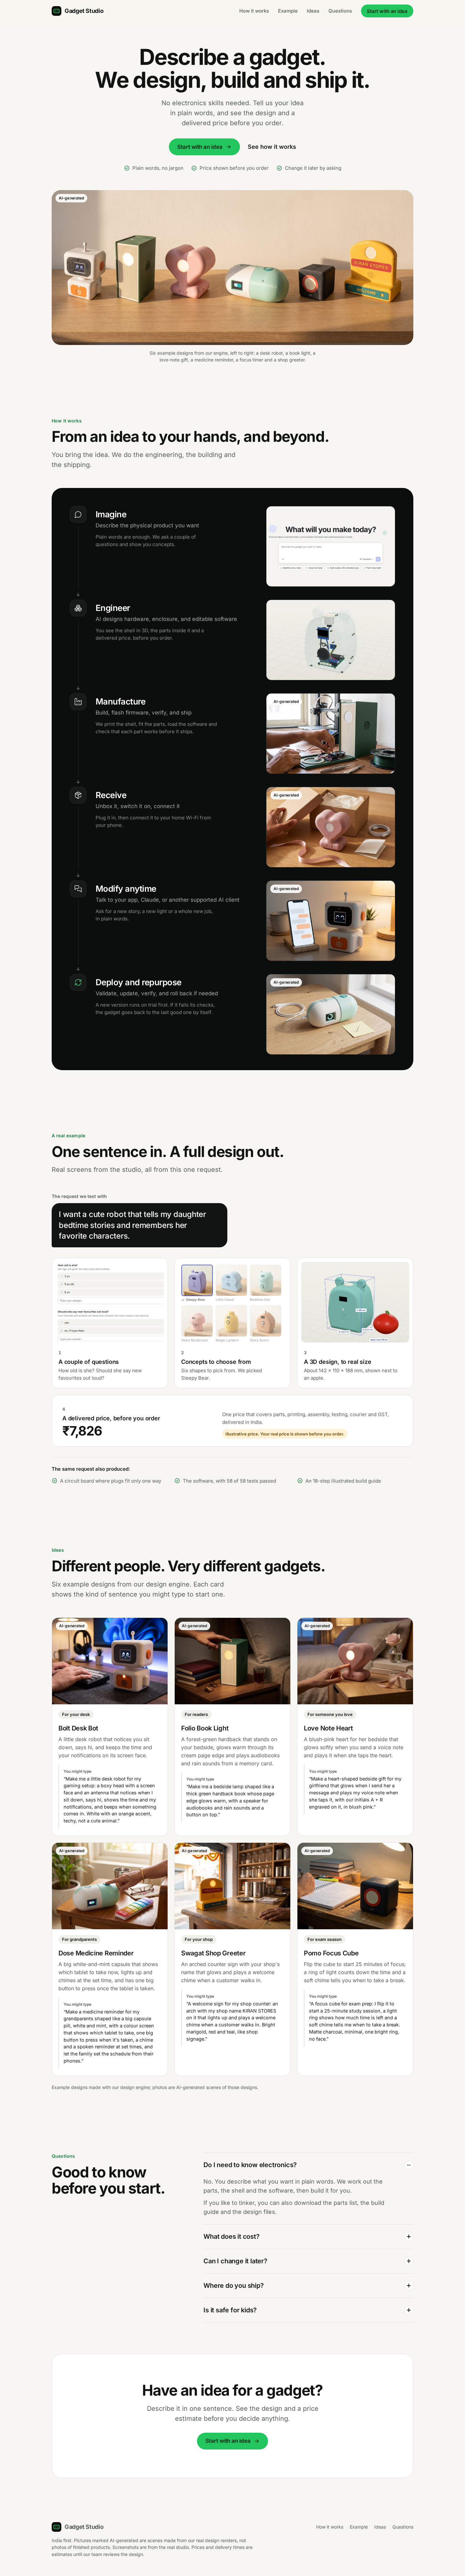 Gadget Studio
How it works
Example
Ideas
Questions
Start with an idea
Describe a gadget.
We design, build and ship it.
No electronics skills needed. Tell us your idea
in plain words, and see the design and a
delivered price before you order.
Start with an idea →
See how it works
Plain words, no jargon
Price shown before you order
Change it later by asking
AI-generated
KIRAN STORES
WELCOME
Six example designs from our engine, left to right: a desk robot, a book light, a
love-note gift, a medicine reminder, a focus timer and a shop greeter.
How it works
From an idea to your hands, and beyond.
You bring the idea. We do the engineering, the building and
the shipping.
Imagine
Describe the physical product you want
Plain words are enough. We ask a couple of
questions and show you concepts.
What will you make today?
Engineer
AI designs hardware, enclosure, and editable software
You see the shell in 3D, the parts inside it and a
delivered price, before you order.
Manufacture
Build, flash firmware, verify, and ship
We print the shell, fit the parts, load the software and
check that each part works before it ships.
AI-generated
Receive
Unbox it, switch it on, connect it
Plug it in, then connect it to your home Wi-Fi from
your phone.
AI-generated
Modify anytime
Talk to your app, Claude, or another supported AI client
Ask for a new story, a new light or a whole new job,
in plain words.
AI-generated
Deploy and repurpose
Validate, update, verify, and roll back if needed
A new version runs on trial first. If it fails its checks,
the gadget goes back to the last good one by itself.
AI-generated
A real example
One sentence in. A full design out.
Real screens from the studio, all from this one request.
The request we test with
I want a cute robot that tells my daughter
bedtime stories and remembers her
favorite characters.
1
A couple of questions
How old is she? Should she say new
favourites out loud?
Sleepy Bear
2
Concepts to choose from
Six shapes to pick from. We picked
Sleepy Bear.
3
A 3D design, to real size
About 142 × 110 × 188 mm, shown next to
an apple.
4
A delivered price, before you order
₹7,826
One price that covers parts, printing, assembly, testing, courier and GST,
delivered in India.
Illustrative price. Your real price is shown before you order.
The same request also produced:
A circuit board where plugs fit only one way
The software, with 58 of 58 tests passed
An 18-step illustrated build guide
Ideas
Different people. Very different gadgets.
Six example designs from our design engine. Each card
shows the kind of sentence you might type to start one.
AI-generated
For your desk
Bolt Desk Bot
A little desk robot that notices you sit
down, says hi, and keeps the time and
your notifications on its screen face.
You might type
"Make me a little desk robot for my
gaming setup: a boxy head with a screen
face and an antenna that notices when I
sit down, says hi, shows the time and my
notifications, and beeps when something
comes in. White with an orange accent,
techy, not a cute animal."
AI-generated
For readers
Folio Book Light
A forest-green hardback that stands on
your bedside, glows warm through its
cream page edge and plays audiobooks
and rain sounds from a memory card.
You might type
"Make me a bedside lamp shaped like a
thick green hardback book whose page
edge glows warm, with a speaker for
audiobooks and rain sounds and a
button on top."
AI-generated
For someone you love
Love Note Heart
A blush-pink heart for her bedside that
glows softly when you send a voice note
and plays it when she taps the heart.
You might type
"Make a heart-shaped bedside gift for my
girlfriend that glows when I send her a
message and plays my voice note when
she taps it, with our initials A + R
engraved on it, in blush pink."
AI-generated
For grandparents
Dose Medicine Reminder
A big white-and-mint capsule that shows
which tablet to take now, lights up and
chimes at the set time, and has one big
button to press once the tablet is taken.
You might type
"Make a medicine reminder for my
grandparents shaped like a big capsule
pill, white and mint, with a colour screen
that shows which tablet to take, one big
button to press when it's taken, a chime
and a spoken reminder at set times, and
let the family set the schedule from their
phones."
AI-generated
For your shop
Swagat Shop Greeter
An arched counter sign with your shop's
name that glows and plays a welcome
chime when a customer walks in.
You might type
"A welcome sign for my shop counter: an
arch with my shop name KIRAN STORES
on it that lights up and plays a welcome
chime when a customer walks in. Bright
marigold, red and teal, like shop
signage."
AI-generated
For exam season
Pomo Focus Cube
Flip the cube to start 25 minutes of focus;
a ring of light counts down the time and a
soft chime tells you when to take a break.
You might type
"A focus cube for exam prep: I flip it to
start a 25-minute study session, a light
ring shows how much time is left and a
soft chime tells me when to take a break.
Matte charcoal, minimal, one bright ring,
no face."
Example designs made with our design engine; photos are AI-generated scenes of those designs.
Questions
Good to know
before you start.
Do I need to know electronics?
No. You describe what you want in plain words. We work out the
parts, the shell and the software, then build it for you.
If you like to tinker, you can also download the parts list, the build
guide and the design files.
What does it cost?
Can I change it later?
Where do you ship?
Is it safe for kids?
Have an idea for a gadget?
Describe it in one sentence. See the design and a price
estimate before you decide anything.
Start with an idea →
Gadget Studio
How it works
Example
Ideas
Questions
India first. Pictures marked AI-generated are scenes made from our real design renders, not
photos of finished products. Screenshots are from the real studio. Prices and delivery times are
estimates until our team reviews the design.